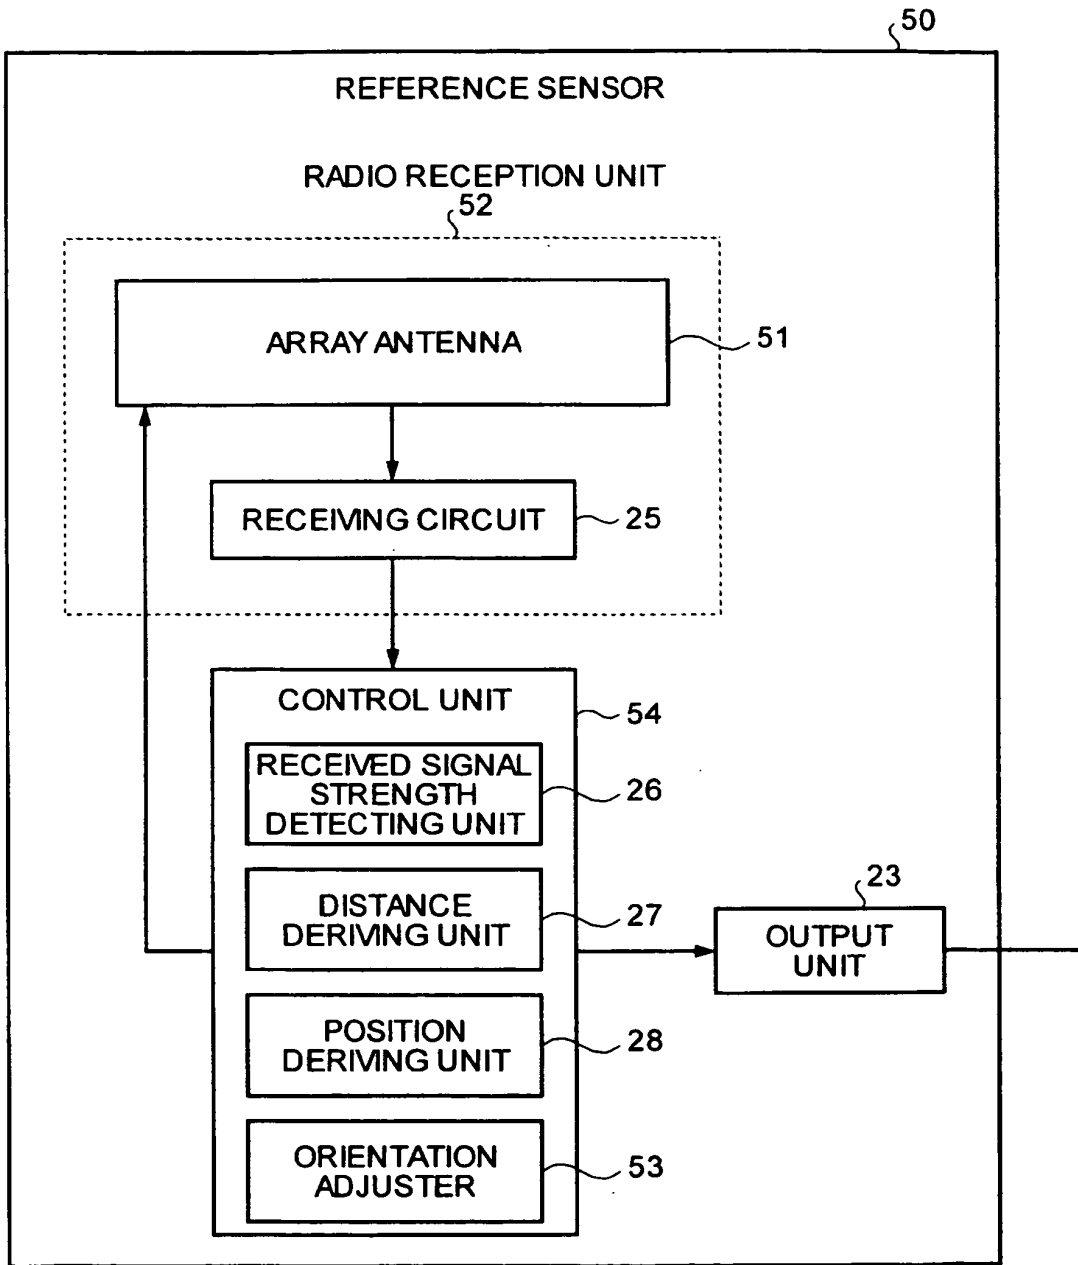 50
REFERENCE SENSOR
RADIO RECEPTION UNIT
52
ARRAY ANTENNA
51
RECEIVING CIRCUIT
25
CONTROL UNIT
54
RECEIVED SIGNAL
STRENGTH
DETECTING UNIT
26
DISTANCE
DERIVING UNIT
27
23
OUTPUT
UNIT
POSITION
DERIVING UNIT
28
ORIENTATION
ADJUSTER
53